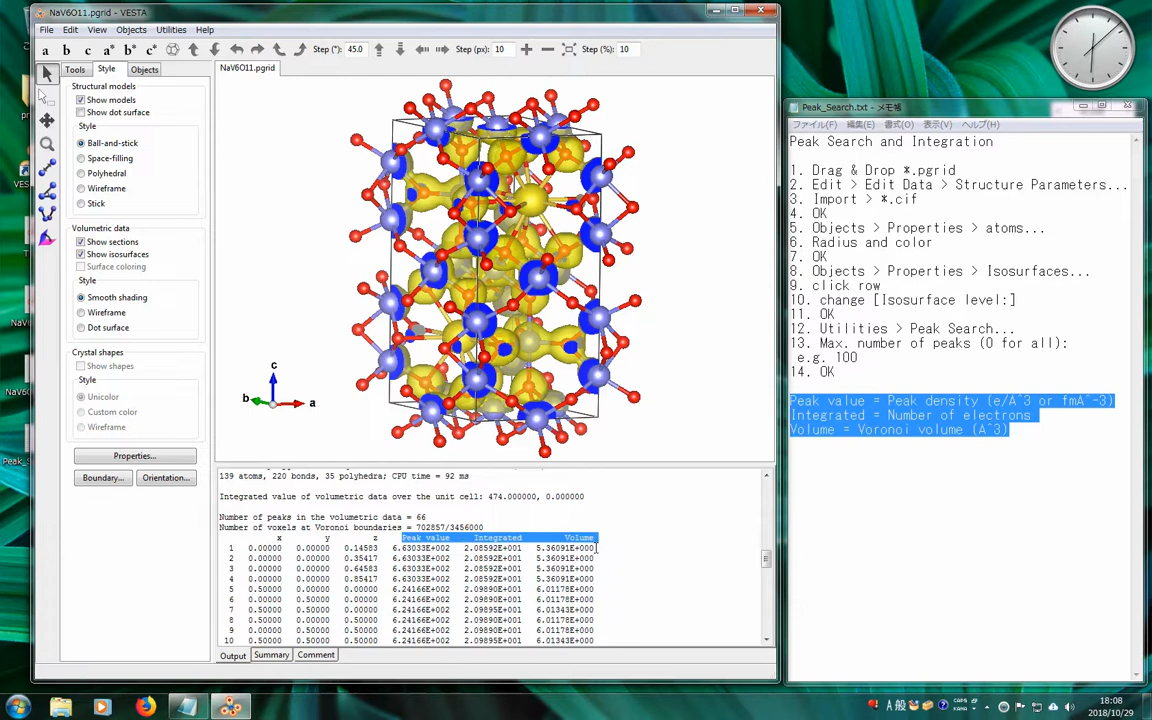 NaV6O11.pgrid - VESTA
File Edit View Objects Utilities Help
a b c a* b* c* Step (°): 45.0 Step (px): 10 Step (%): 10
Tools Style Objects
NaV6O11.pgrid
Structural models
Show models
Show dot surface
Style
Ball-and-stick
Space-filling
Polyhedral
Wireframe
Stick
Volumetric data
Show sections
Show isosurfaces
Surface coloring
Style
Smooth shading
Wireframe
Dot surface
Crystal shapes
Show shapes
Style
Unicolor
Custom color
Wireframe
Properties...
Boundary... Orientation...
c
b a
139 atoms, 220 bonds, 35 polyhedra; CPU time = 92 ms
Integrated value of volumetric data over the unit cell: 474.000000, 0.000000
Number of peaks in the volumetric data = 66
Number of voxels at Voronoi boundaries = 702857/3456000
x y z Peak value Integrated Volume
1 0.00000 0.00000 0.14583 6.63033E+002 2.08592E+001 5.36091E+000
2 0.00000 0.00000 0.35417 6.63033E+002 2.08592E+001 5.36091E+000
3 0.00000 0.00000 0.64583 6.63033E+002 2.08592E+001 5.36091E+000
4 0.00000 0.00000 0.85417 6.63033E+002 2.08592E+001 5.36091E+000
5 0.50000 0.00000 0.00000 6.24166E+002 2.09890E+001 6.01178E+000
6 0.00000 0.50000 0.00000 6.24166E+002 2.09890E+001 6.01178E+000
7 0.50000 0.50000 0.00000 6.24166E+002 2.09895E+001 6.01343E+000
8 0.50000 0.00000 0.50000 6.24166E+002 2.09890E+001 6.01178E+000
9 0.00000 0.50000 0.50000 6.24166E+002 2.09890E+001 6.01178E+000
10 0.50000 0.50000 0.50000 6.24166E+002 2.09895E+001 6.01343E+000
Output Summary Comment
Peak_Search.txt - メモ帳
ファイル(F) 編集(E) 書式(O) 表示(V) ヘルプ(H)
Peak Search and Integration
1. Drag & Drop *.pgrid
2. Edit > Edit Data > Structure Parameters...
3. Import > *.cif
4. OK
5. Objects > Properties > atoms...
6. Radius and color
7. OK
8. Objects > Properties > Isosurfaces...
9. click row
10. change [Isosurface level:]
11. OK
12. Utilities > Peak Search...
13. Max. number of peaks (0 for all):
e.g. 100
14. OK
Peak value = Peak density (e/A^3 or fmA^-3)
Integrated = Number of electrons
Volume = Voronoi volume (A^3)
A 般
CAPS
KANA
18:08
2018/10/29